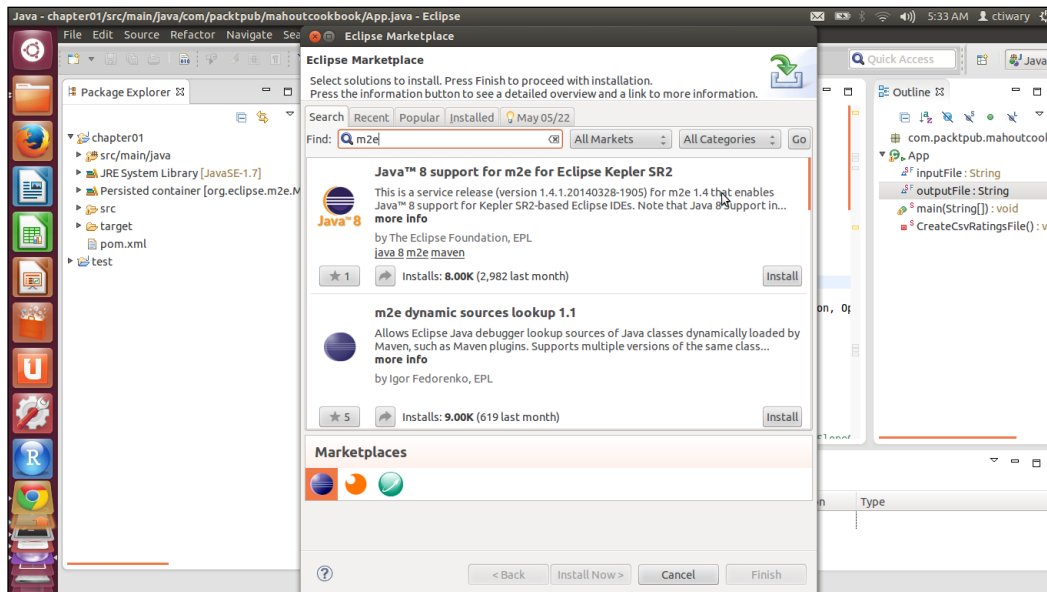 Java - chapter01/src/main/java/com/packtpub/mahoutcookbook/App.java - Eclipse
5:33 AM ctiwary
File Edit Source Refactor Navigate Sea
Eclipse Marketplace
Eclipse Marketplace
Select solutions to install. Press Finish to proceed with installation.
Press the information button to see a detailed overview and a link to more information.
Quick Access
Java
Package Explorer
chapter01
src/main/java
JRE System Library [JavaSE-1.7]
Persisted container [org.eclipse.m2e.M
src
target
pom.xml
test
Search Recent Popular Installed May 05/22
Find: m2e All Markets All Categories Go
Java™ 8 support for m2e for Eclipse Kepler SR2
This is a service release (version 1.4.1.20140328-1905) for m2e 1.4 that enables
Java™ 8 support for Kepler SR2-based Eclipse IDEs. Note that Java 8 support in...
more info
Java™ 8
by The Eclipse Foundation, EPL
java 8 m2e maven
1 Installs: 8.00K (2,982 last month) Install
m2e dynamic sources lookup 1.1
Allows Eclipse Java debugger lookup sources of Java classes dynamically loaded by
Maven, such as Maven plugins. Supports multiple versions of the same class...
more info
by Igor Fedorenko, EPL
5 Installs: 9.00K (619 last month) Install
Marketplaces
? < Back Install Now > Cancel Finish
Outline
com.packtpub.mahoutcool
App
inputFile : String
outputFile : String
main(String[]) : void
CreateCsvRatingsFile() : v
on, Op
n Type